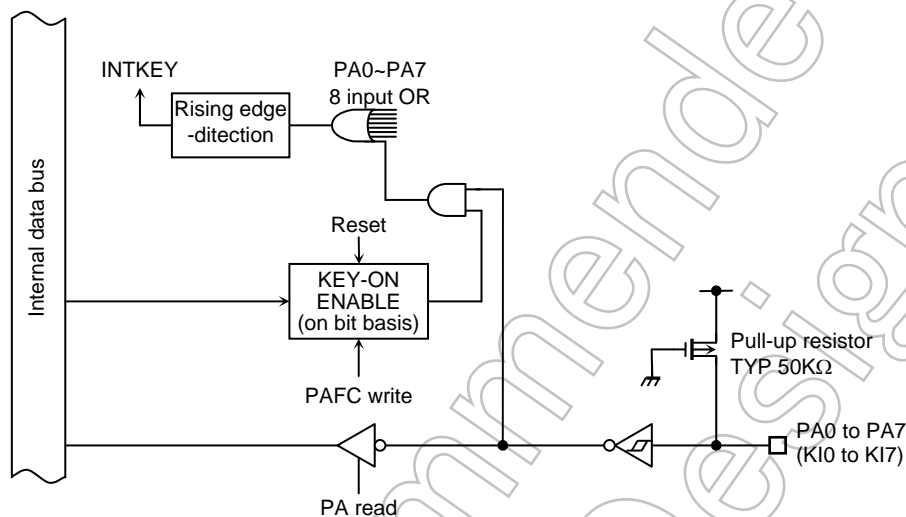 INTKEY
PA0~PA7
8 input OR
Rising edge
-ditection
Internal data bus
Reset
KEY-ON
ENABLE
(on bit basis)
Pull-up resistor
TYP 50KΩ
PAFC write
PA0 to PA7
(KI0 to KI7)
PA read